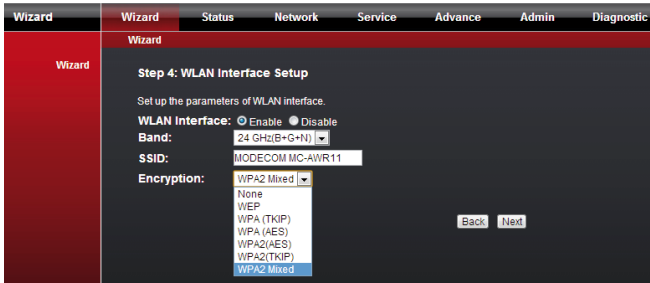 Wizard
Wizard Status Network Service Advance Admin Diagnostic
Wizard
Wizard
Step 4: WLAN Interface Setup
Set up the parameters of WLAN interface.
WLAN Interface: Enable Disable
Band: 24 GHz(B+G+N)
SSID: MODECOM MC-AWR11
Encryption: WPA2 Mixed
None
WEP
WPA (TKIP)
WPA (AES)
WPA2(AES)
WPA2(TKIP)
WPA2 Mixed
Back Next